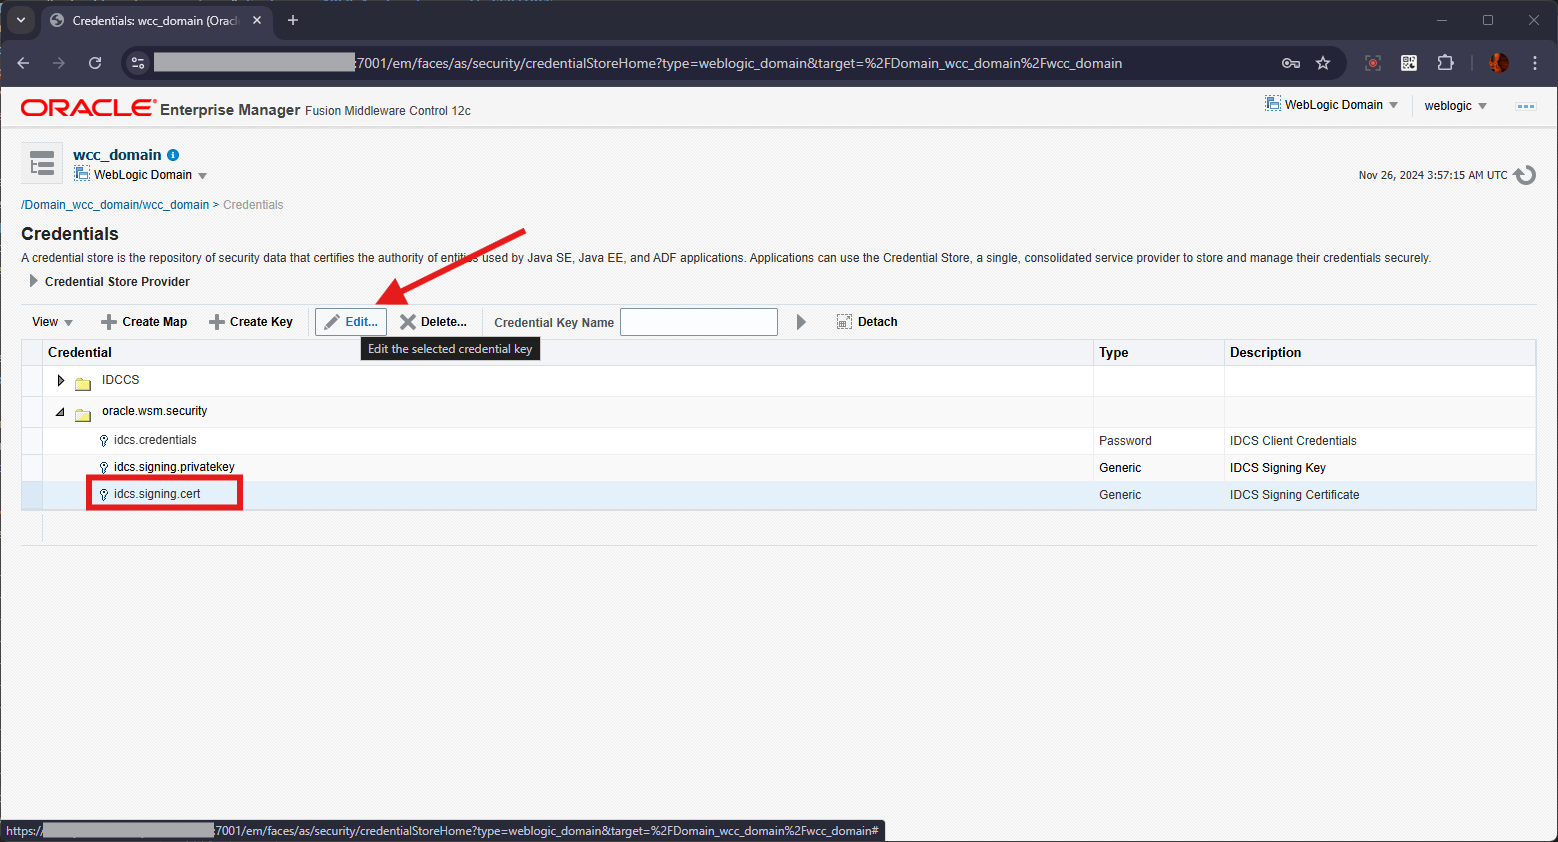 Credentials: wcc_domain (Oracl
:7001/em/faces/as/security/credentialStoreHome?type=weblogic_domain&target=%2FDomain_wcc_domain%2Fwcc_domain
ORACLE Enterprise Manager Fusion Middleware Control 12c
WebLogic Domain weblogic
wcc_domain
WebLogic Domain
Nov 26, 2024 3:57:15 AM UTC
/Domain_wcc_domain/wcc_domain > Credentials
Credentials
A credential store is the repository of security data that certifies the authority of entities used by Java SE, Java EE, and ADF applications. Applications can use the Credential Store, a single, consolidated service provider to store and manage their credentials securely.
Credential Store Provider
View Create Map Create Key Edit... Delete... Credential Key Name Detach
Edit the selected credential key
Credential Type Description
IDCCS
oracle.wsm.security
idcs.credentials Password IDCS Client Credentials
idcs.signing.privatekey Generic IDCS Signing Key
idcs.signing.cert Generic IDCS Signing Certificate
https:// :7001/em/faces/as/security/credentialStoreHome?type=weblogic_domain&target=%2FDomain_wcc_domain%2Fwcc_domain#